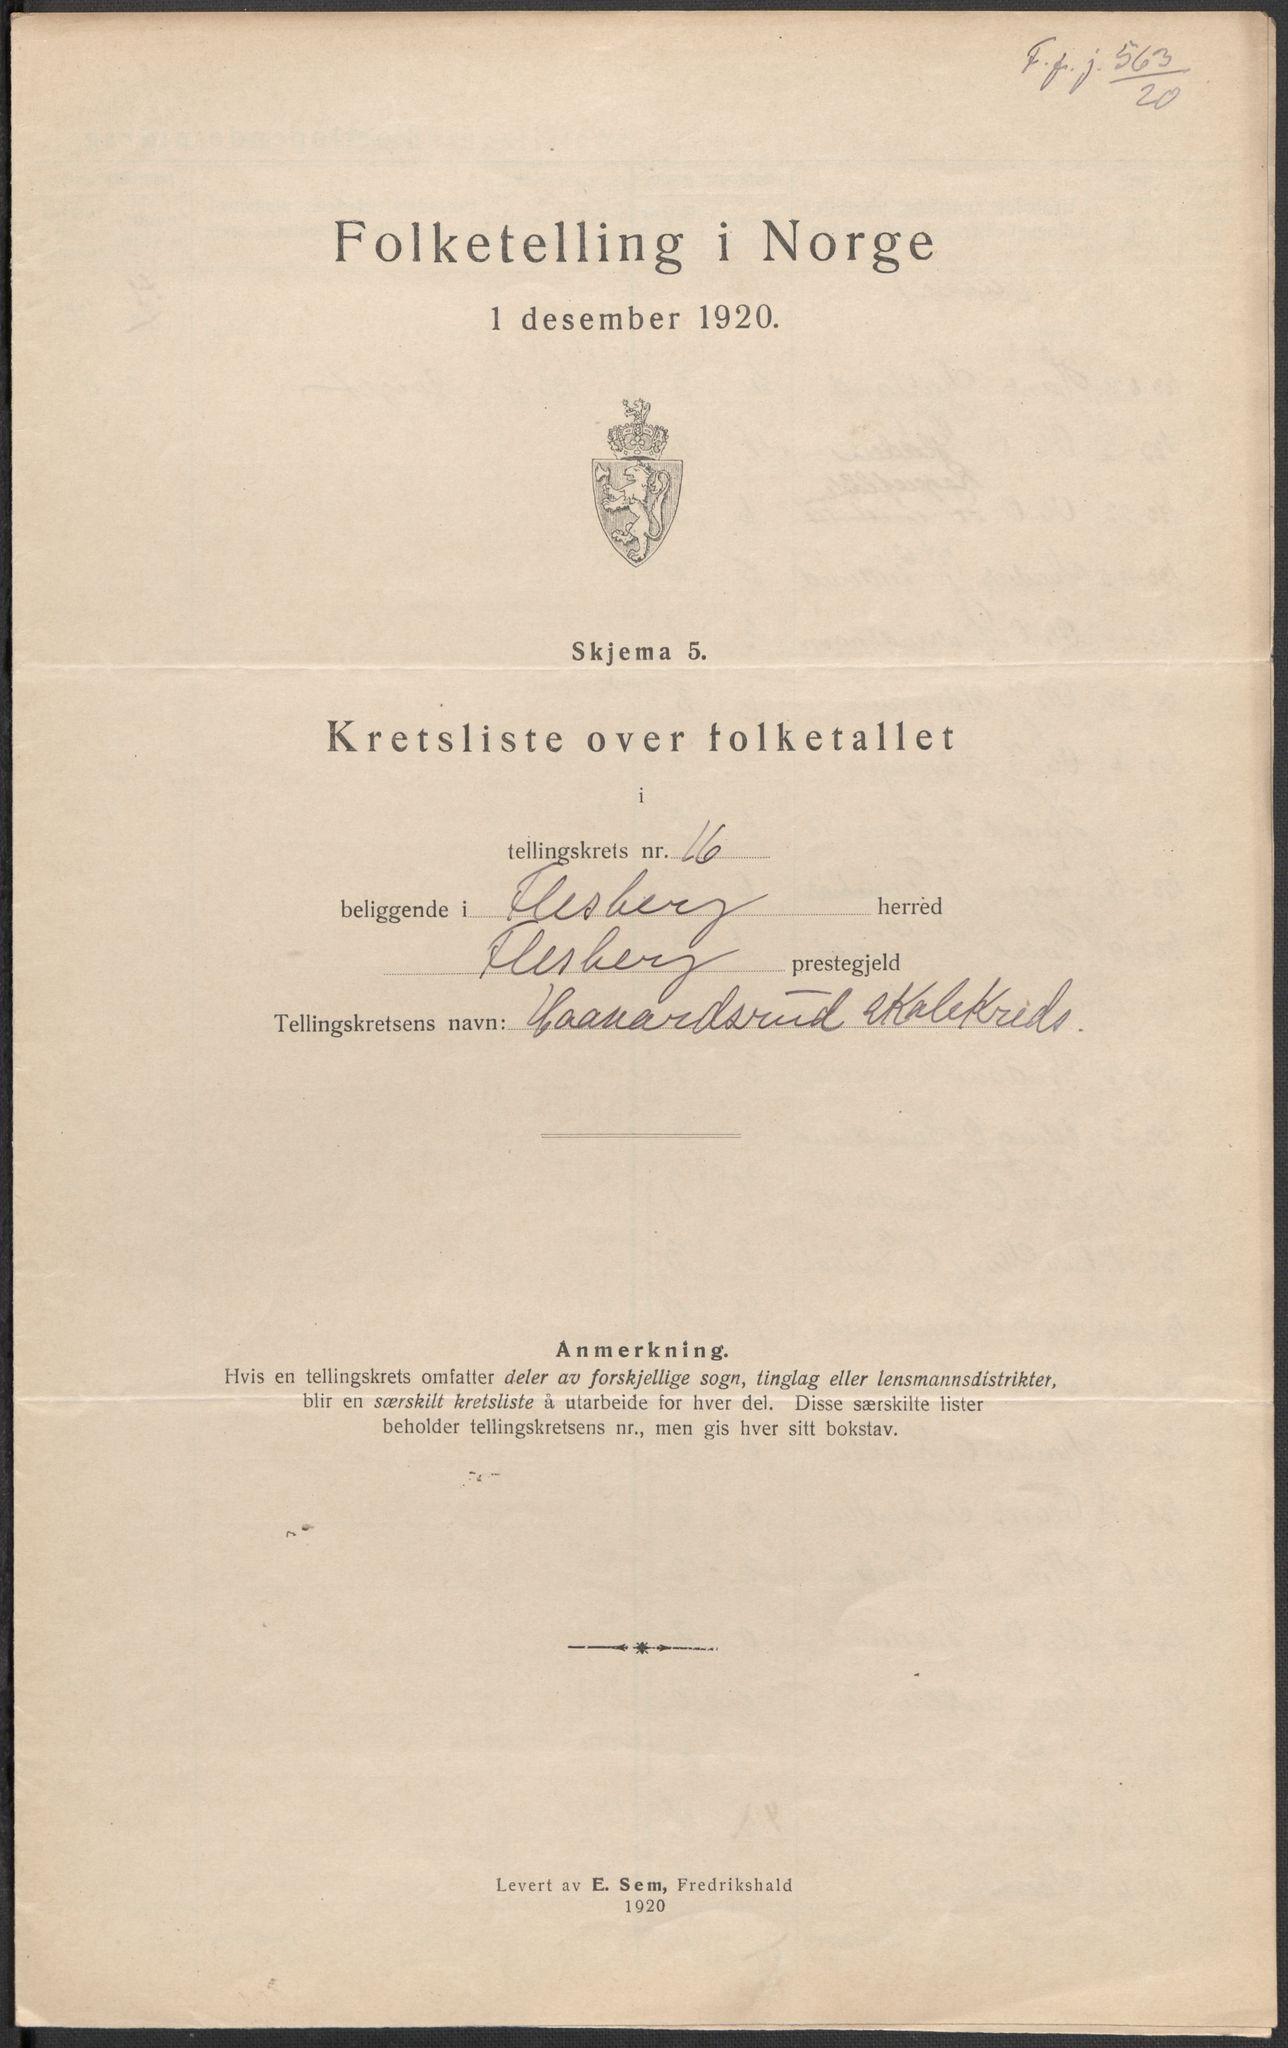 F. f. j. 563/20
Folketelling i Norge
1 desember 1920.
Skjema 5.
Kretsliste over folketallet
i
tellingskrets nr. 16
beliggende i Flesberg herred
Flesberg prestegjeld
Tellingskretsens navn: Haavardsrud Skolekreds.
Anmerkning.
Hvis en tellingskrets omfatter deler av forskjellige sogn, tinglag eller lensmannsdistrikter,
blir en særskilt kretsliste å utarbeide for hver del. Disse særskilte lister
beholder tellingskretsens nr., men gis hver sitt bokstav.
Levert av E. Sem, Fredrikshald
1920